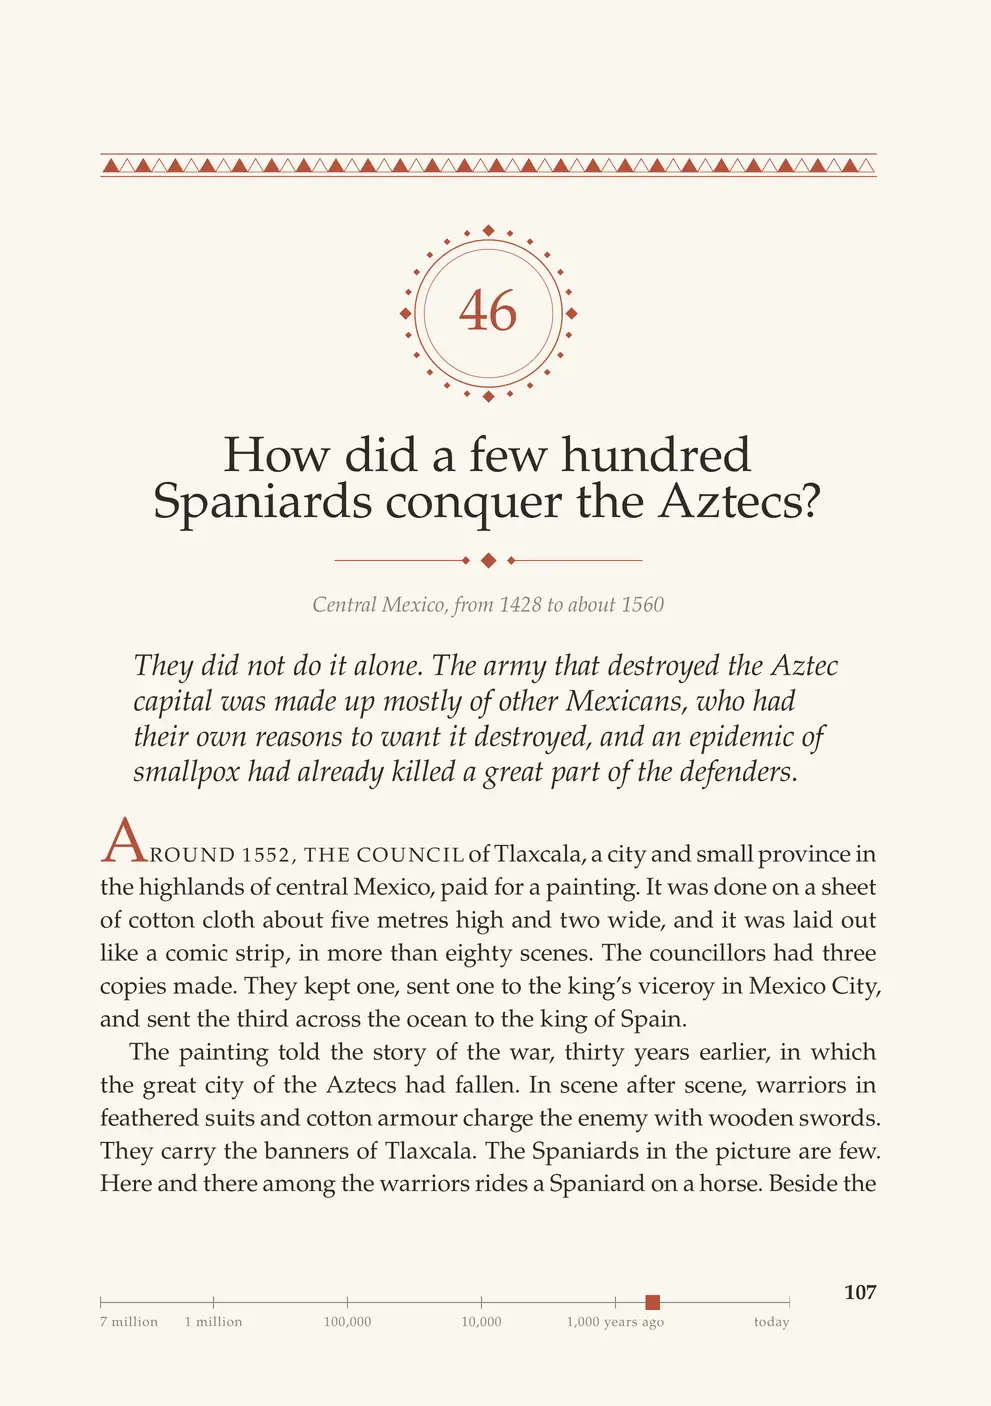 46
How did a few hundred
Spaniards conquer the Aztecs?
Central Mexico, from 1428 to about 1560
They did not do it alone. The army that destroyed the Aztec
capital was made up mostly of other Mexicans, who had
their own reasons to want it destroyed, and an epidemic of
smallpox had already killed a great part of the defenders.
AROUND 1552, THE COUNCIL of Tlaxcala, a city and small province in
the highlands of central Mexico, paid for a painting. It was done on a sheet
of cotton cloth about five metres high and two wide, and it was laid out
like a comic strip, in more than eighty scenes. The councillors had three
copies made. They kept one, sent one to the king’s viceroy in Mexico City,
and sent the third across the ocean to the king of Spain.
The painting told the story of the war, thirty years earlier, in which
the great city of the Aztecs had fallen. In scene after scene, warriors in
feathered suits and cotton armour charge the enemy with wooden swords.
They carry the banners of Tlaxcala. The Spaniards in the picture are few.
Here and there among the warriors rides a Spaniard on a horse. Beside the
107
7 million 1 million 100,000 10,000 1,000 years ago today